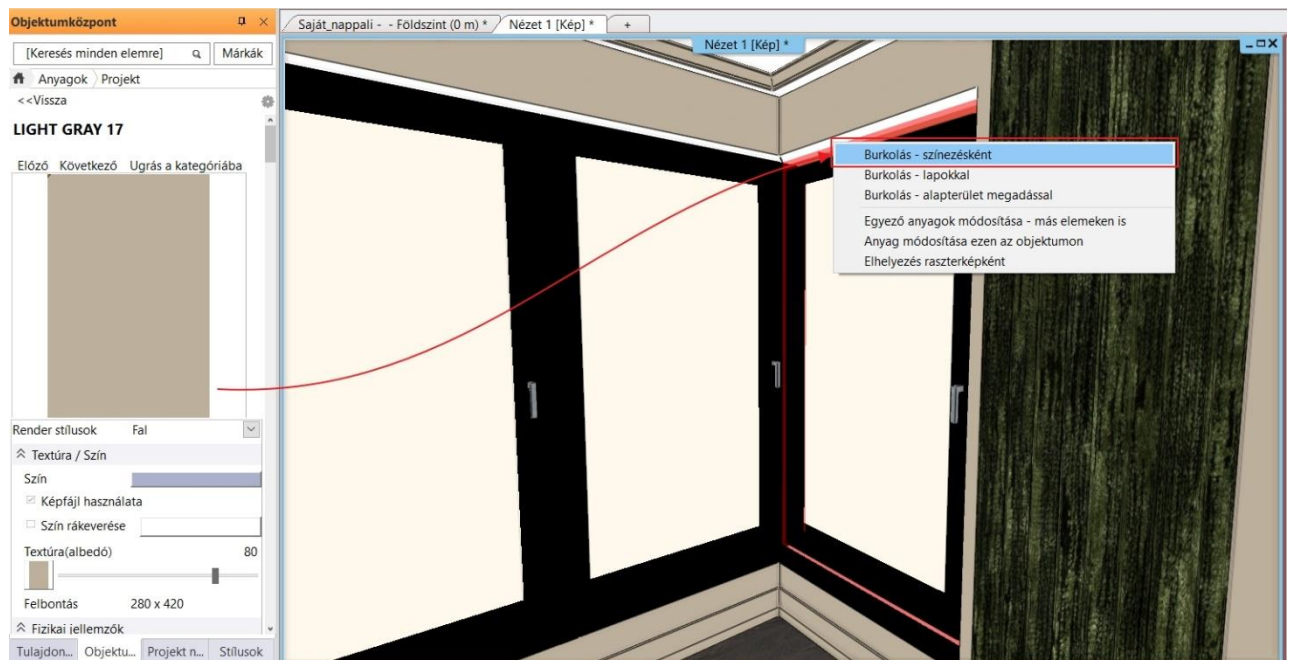 Objektumközpont
[Keresés minden elemre] Márkák
Anyagok Projekt
<<Vissza
LIGHT GRAY 17
Előző Következő Ugrás a kategóriába
Render stílusok Fal
Textúra / Szín
Szín
Képfájl használata
Szín rákeverése
Textúra(albedó) 80
Felbontás 280 x 420
Fizikai jellemzők
Tulajdon... Objektu... Projekt n... Stílusok
Saját_nappali - - Földszint (0 m) * Nézet 1 [Kép] * +
Nézet 1 [Kép] *
Burkolás - színezésként
Burkolás - lapokkal
Burkolás - alapterület megadással
Egyező anyagok módosítása - más elemeken is
Anyag módosítása ezen az objektumon
Elhelyezés raszterképként